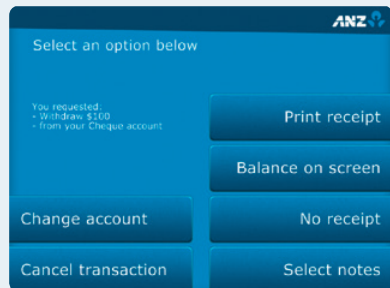 ANZ
Select an option below
You requested:
- Withdraw $100
- from your Cheque account
Print receipt
Balance on screen
Change account
No receipt
Cancel transaction
Select notes